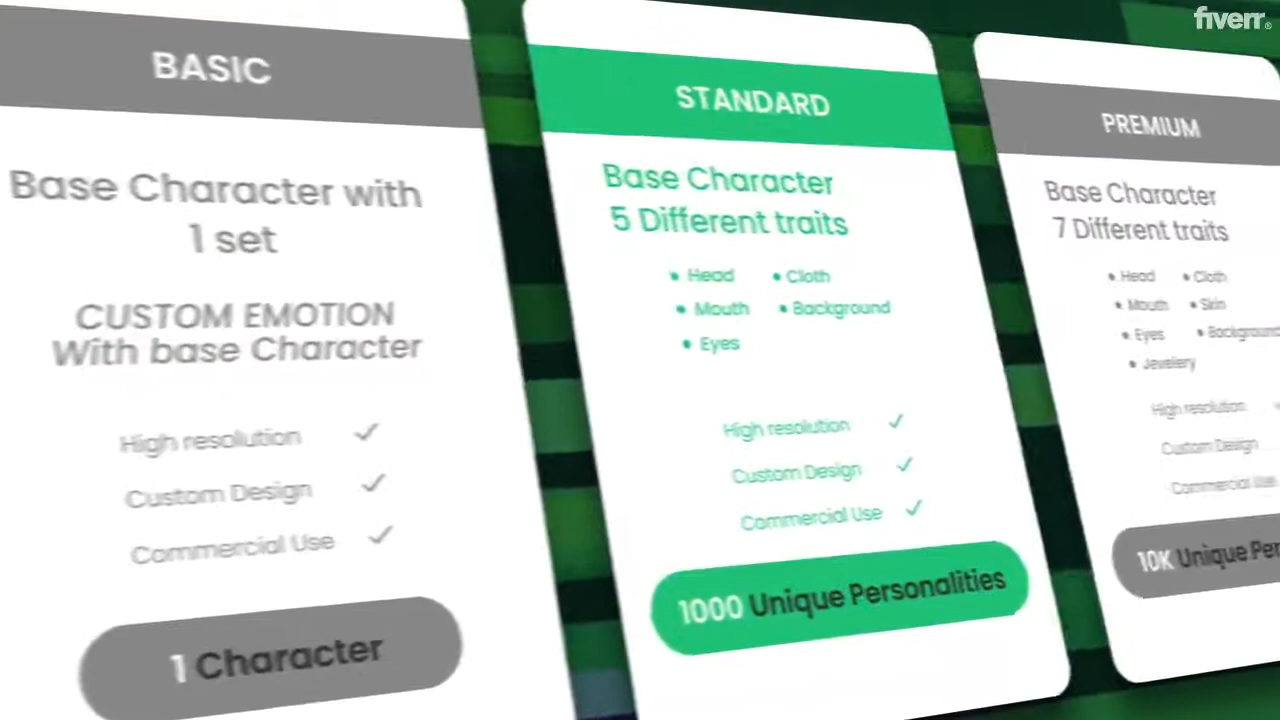 fiverr®
BASIC
Base Character with
1 set
CUSTOM EMOTION
With base Character
High resolution
Custom Design
Commercial Use
1 Character
STANDARD
Base Character
5 Different traits
• Head • Cloth
• Mouth • Background
• Eyes
High resolution
Custom Design
Commercial Use
1000 Unique Personalities
PREMIUM
Base Character
7 Different traits
• Head • Cloth
• Mouth • Skin
• Eyes • Background
• Jewelery
High resolution
Custom Design
Commercial Use
10K Unique Per